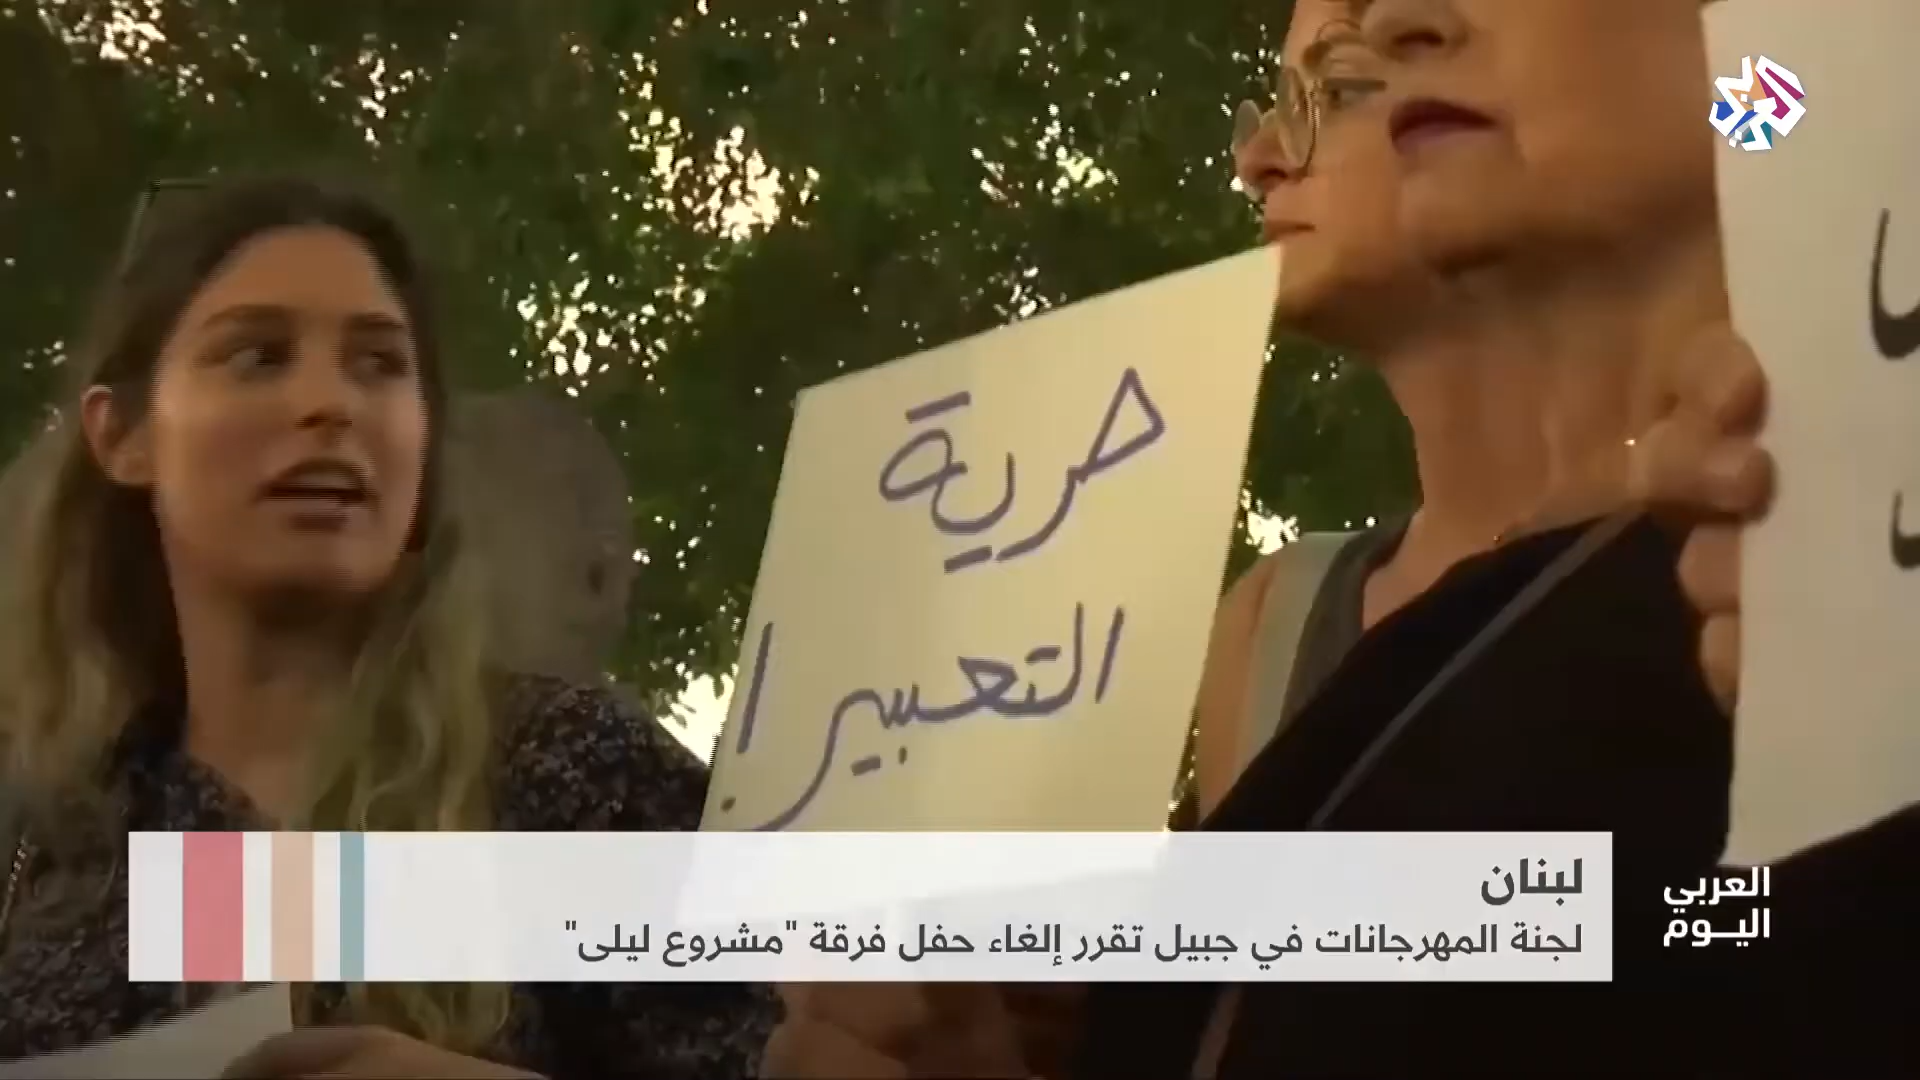 حرية
التعبير!
لبنان
لجنة المهرجانات في جبيل تقرر إلغاء حفل فرقة "مشروع ليلى"
العربي
اليوم